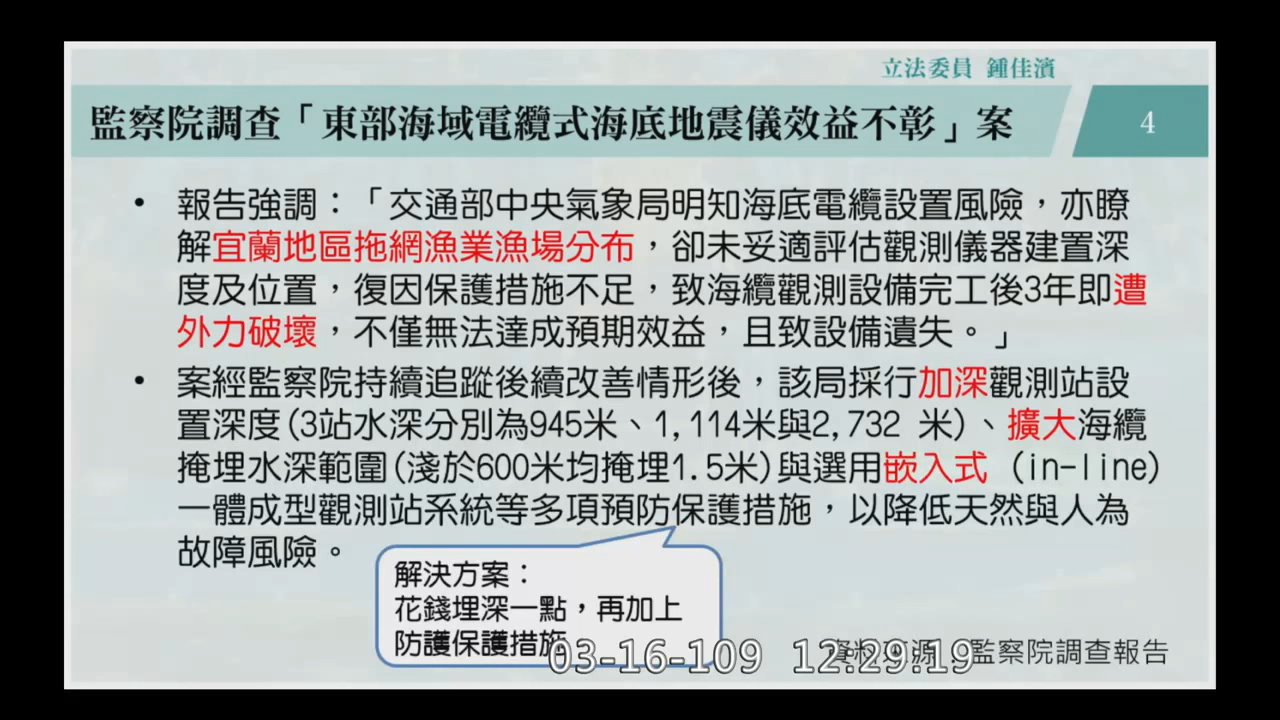 立法委員 鍾佳濱
監察院調查「東部海域電纜式海底地震儀效益不彰」案
4
• 報告強調：「交通部中央氣象局明知海底電纜設置風險，亦瞭
解宜蘭地區拖網漁業漁場分布，卻未妥適評估觀測儀器建置深
度及位置，復因保護措施不足，致海纜觀測設備完工後3年即遭
外力破壞，不僅無法達成預期效益，且致設備遺失。」
• 案經監察院持續追蹤後續改善情形後，該局採行加深觀測站設
置深度(3站水深分別為945米、1,114米與2,732 米)、擴大海纜
掩埋水深範圍(淺於600米均掩埋1.5米)與選用嵌入式 (in-line)
一體成型觀測站系統等多項預防保護措施，以降低天然與人為
故障風險。
解決方案：
花錢埋深一點，再加上
防護保護措施
03-16-109 12:29:19
資料來源 監察院調查報告